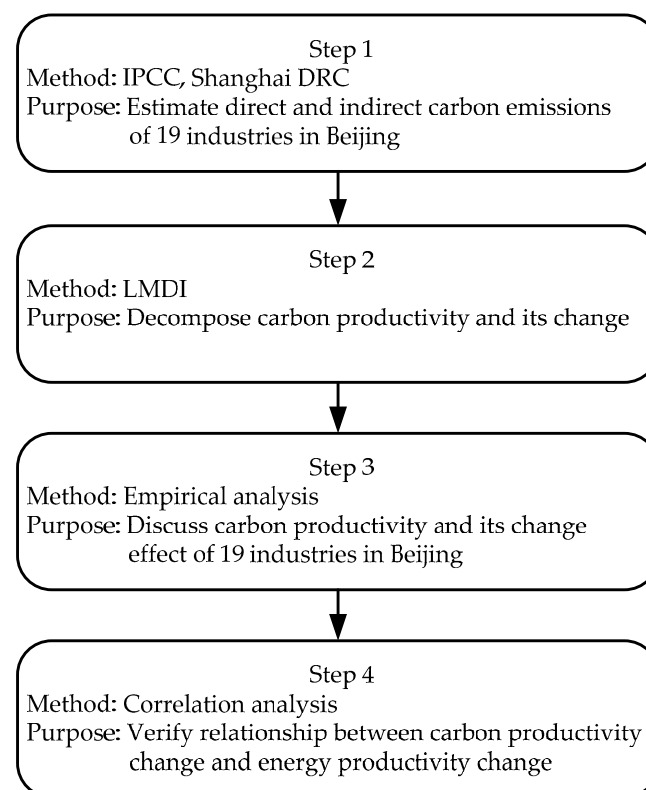 Step 1
Method: IPCC, Shanghai DRC
Purpose: Estimate direct and indirect carbon emissions
of 19 industries in Beijing
Step 2
Method: LMDI
Purpose: Decompose carbon productivity and its change
Step 3
Method: Empirical analysis
Purpose: Discuss carbon productivity and its change
effect of 19 industries in Beijing
Step 4
Method: Correlation analysis
Purpose: Verify relationship between carbon productivity
change and energy productivity change